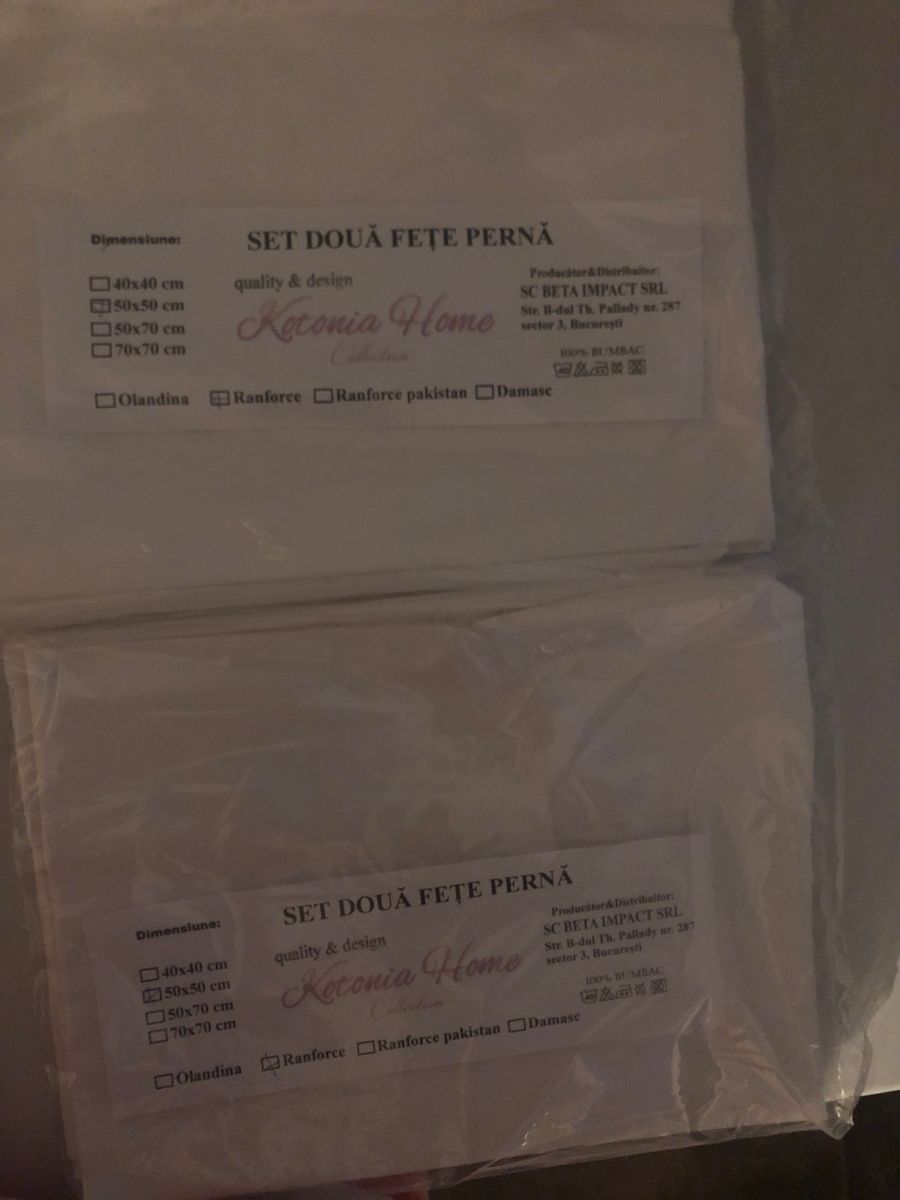 SET DOUĂ FEȚE PERNĂ
Dimensiune:
40x40 cm
50x50 cm
50x70 cm
70x70 cm
quality & design
Kotonia Home
Collection
Producător&Distribuitor:
SC BETA IMPACT SRL
Str. B-dul Th. Pallady nr. 287
sector 3, București
100% BUMBAC
Olandina Ranforce Ranforce pakistan Damasc
SET DOUĂ FEȚE PERNĂ
Dimensiune:
40x40 cm
50x50 cm
50x70 cm
70x70 cm
quality & design
Kotonia Home
Collection
Producător&Distribuitor:
SC BETA IMPACT SRL
Str. B-dul Th. Pallady nr. 287
sector 3, București
100% BUMBAC
Olandina Ranforce Ranforce pakistan Damasc